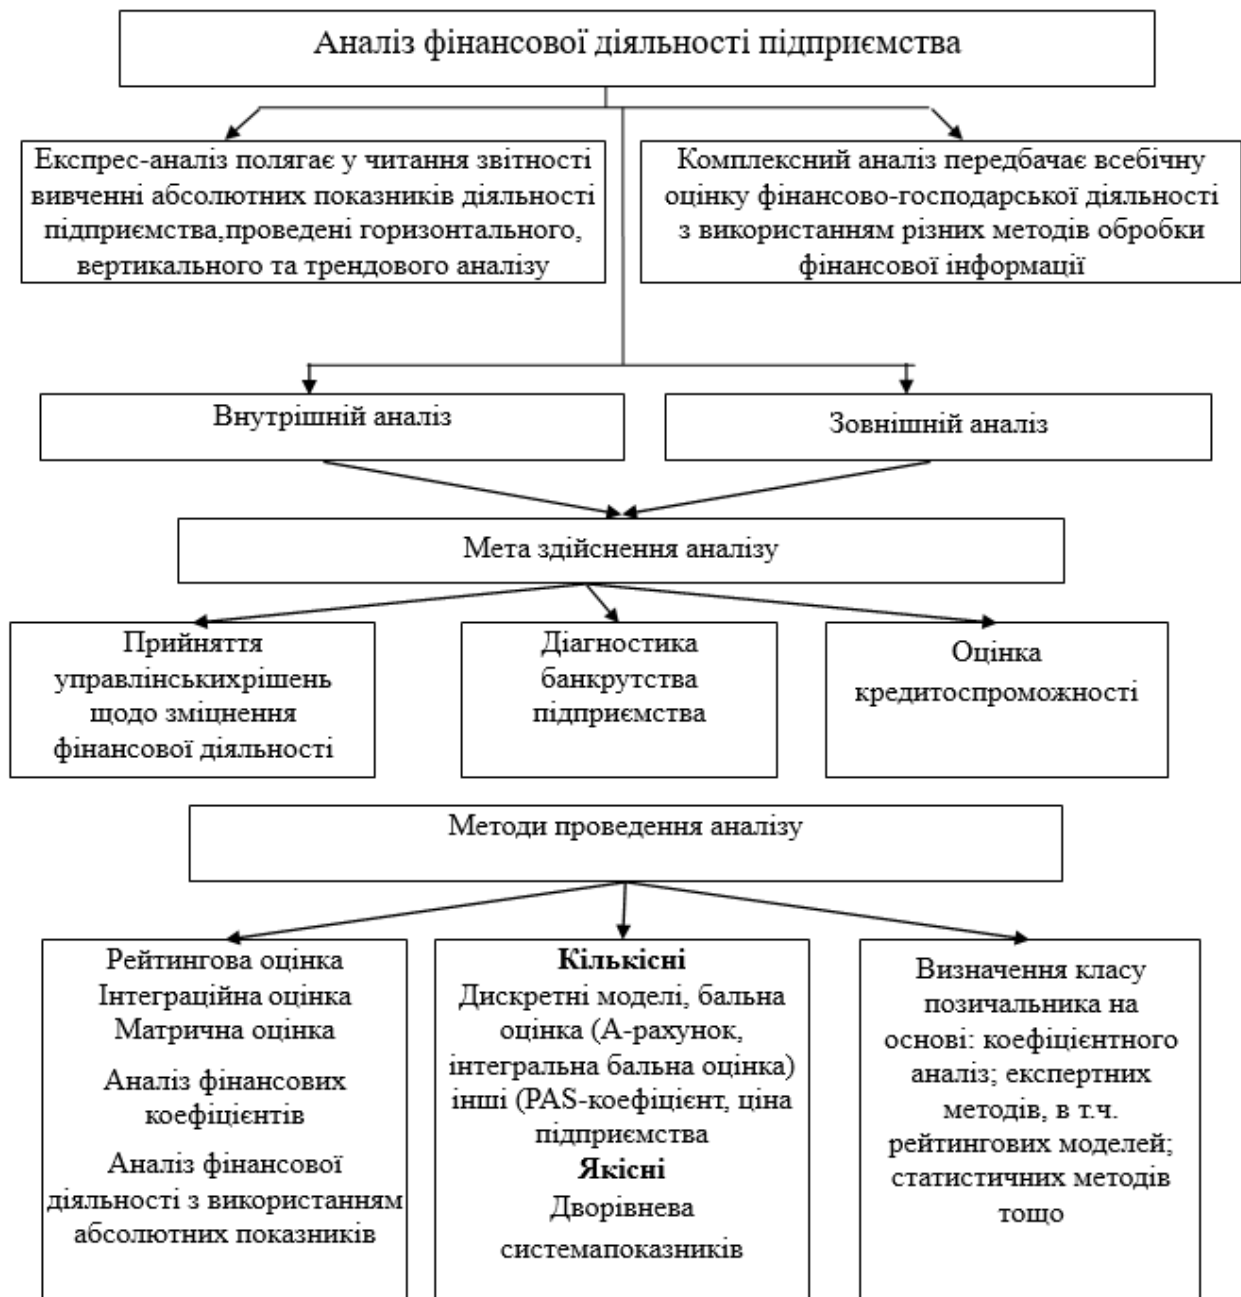 Аналіз фінансової діяльності підприємства
Експрес-аналіз полягає у читання звітності
вивченні абсолютних показників діяльності
підприємства,проведені горизонтального,
вертикального та трендового аналізу
Комплексний аналіз передбачає всебічну
оцінку фінансово-господарської діяльності
з використанням різних методів обробки
фінансової інформації
Внутрішній аналіз
Зовнішній аналіз
Мета здійснення аналізу
Прийняття
управлінськихрішень
щодо зміцнення
фінансової діяльності
Діагностика
банкрутства
підприємства
Оцінка
кредитоспроможності
Методи проведення аналізу
Рейтингова оцінка
Інтеграційна оцінка
Матрична оцінка
Аналіз фінансових
коефіцієнтів
Аналіз фінансової
діяльності з використанням
абсолютних показників
Кількісні
Дискретні моделі, бальна
оцінка (А-рахунок,
інтегральна бальна оцінка)
інші (PAS-коефіцієнт, ціна
підприємства
Якісні
Дворівнева
системапоказників
Визначення класу
позичальника на
основі: коефіцієнтного
аналіз; експертних
методів, в т.ч.
рейтингових моделей;
статистичних методів
тощо